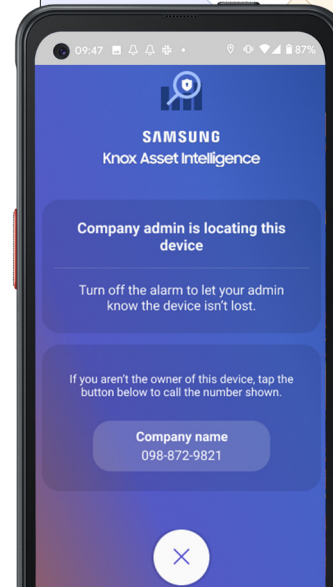 09:47
87%
SAMSUNG
Knox Asset Intelligence
Company admin is locating this
device
Turn off the alarm to let your admin
know the device isn't lost.
If you aren't the owner of this device, tap the
button below to call the number shown.
Company name
098-872-9821